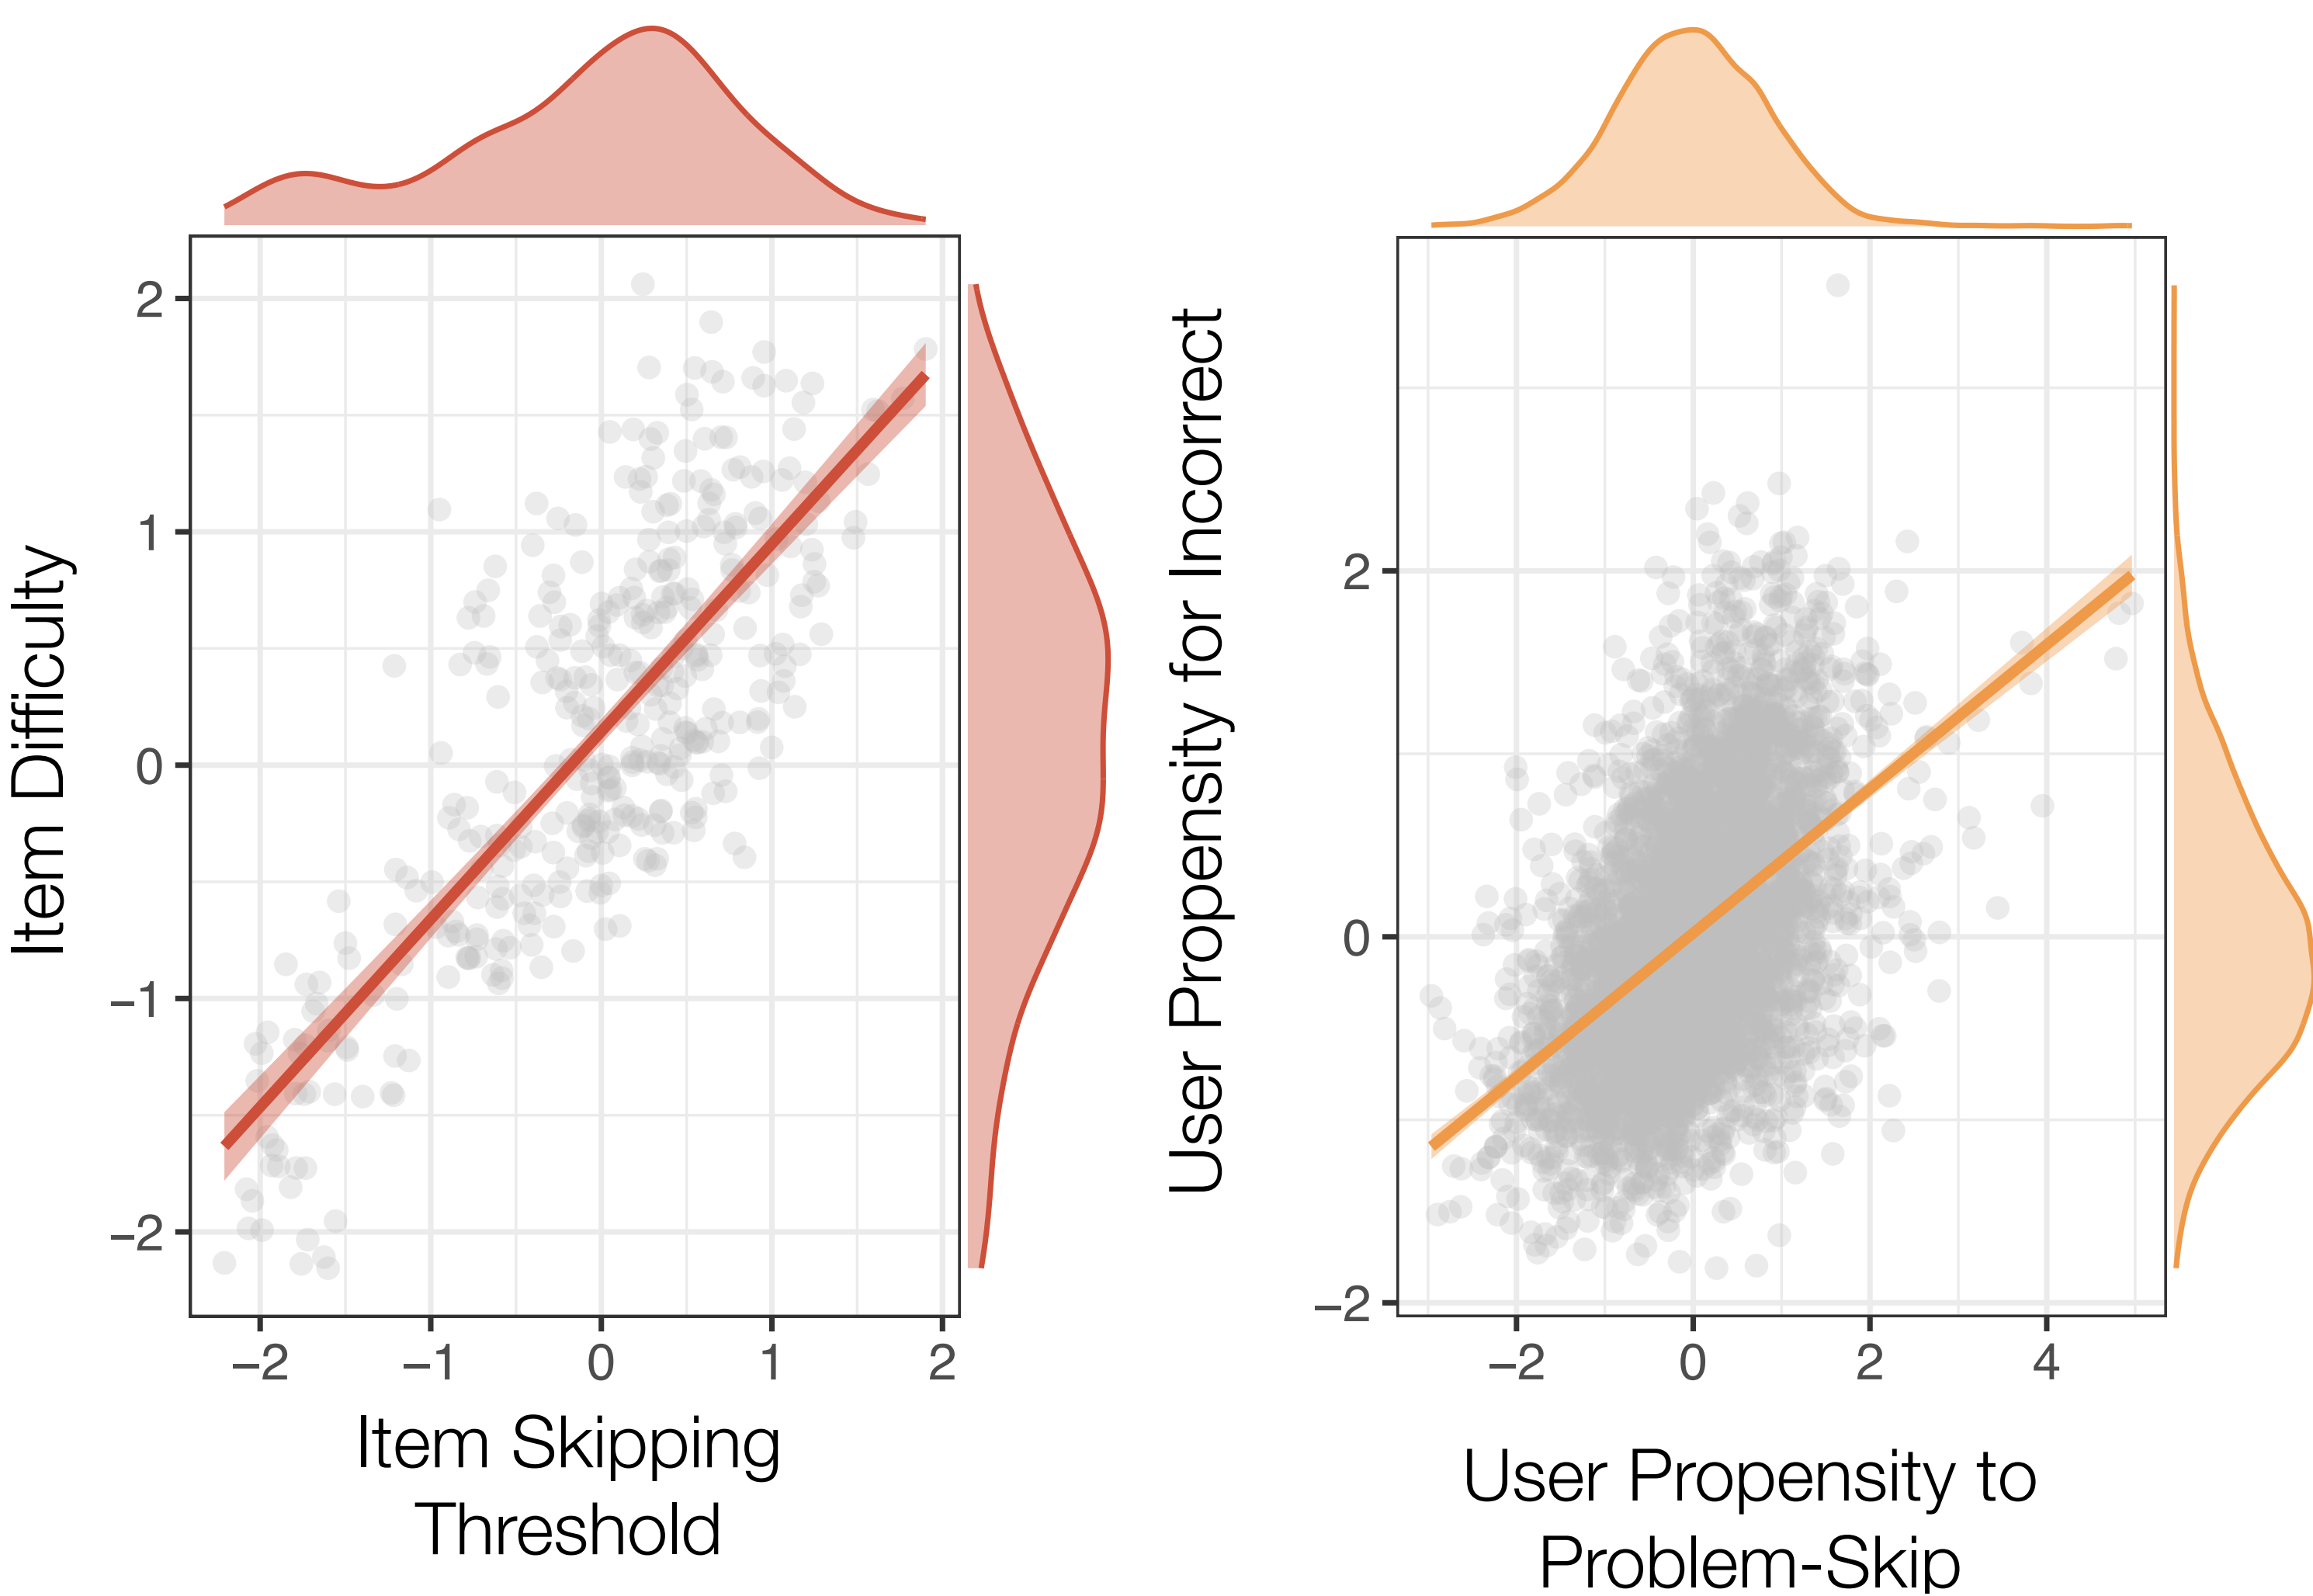 Item Difficulty
2
1
0
−1
−2
−2
−1
0
1
2
Item Skipping
Threshold
User Propensity for Incorrect
2
0
−2
−2
0
2
4
User Propensity to
Problem-Skip